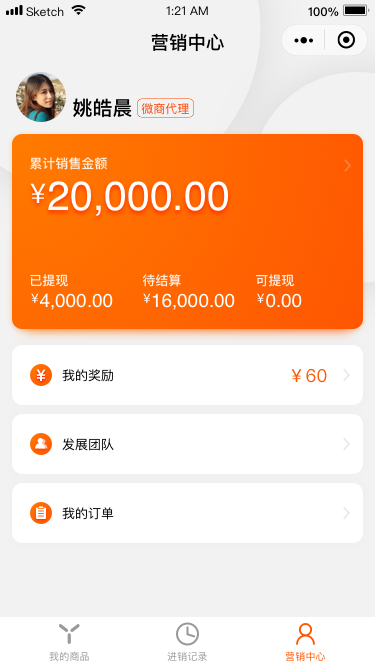 Sketch 1:21 AM 100%
营销中心
姚皓晨 微商代理
累计销售金额
¥20,000.00
已提现 待结算 可提现
¥4,000.00 ¥16,000.00 ¥0.00
¥ 我的奖励 ¥60
发展团队
我的订单
我的商品 进销记录 营销中心